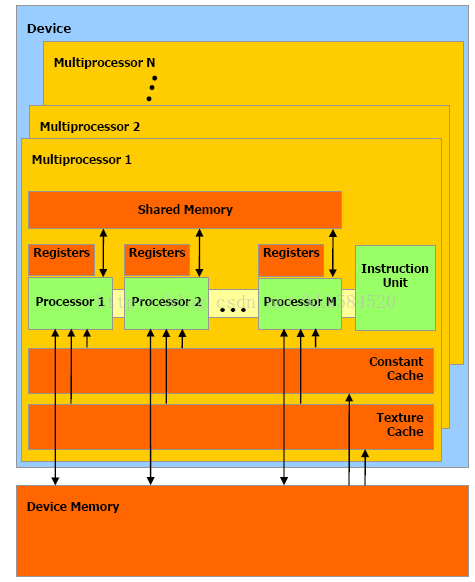 Device
Multiprocessor N
Multiprocessor 2
Multiprocessor 1
Shared Memory
Registers
Registers
Registers
Processor 1
Processor 2
...
Processor M
Instruction
Unit
Constant
Cache
Texture
Cache
Device Memory